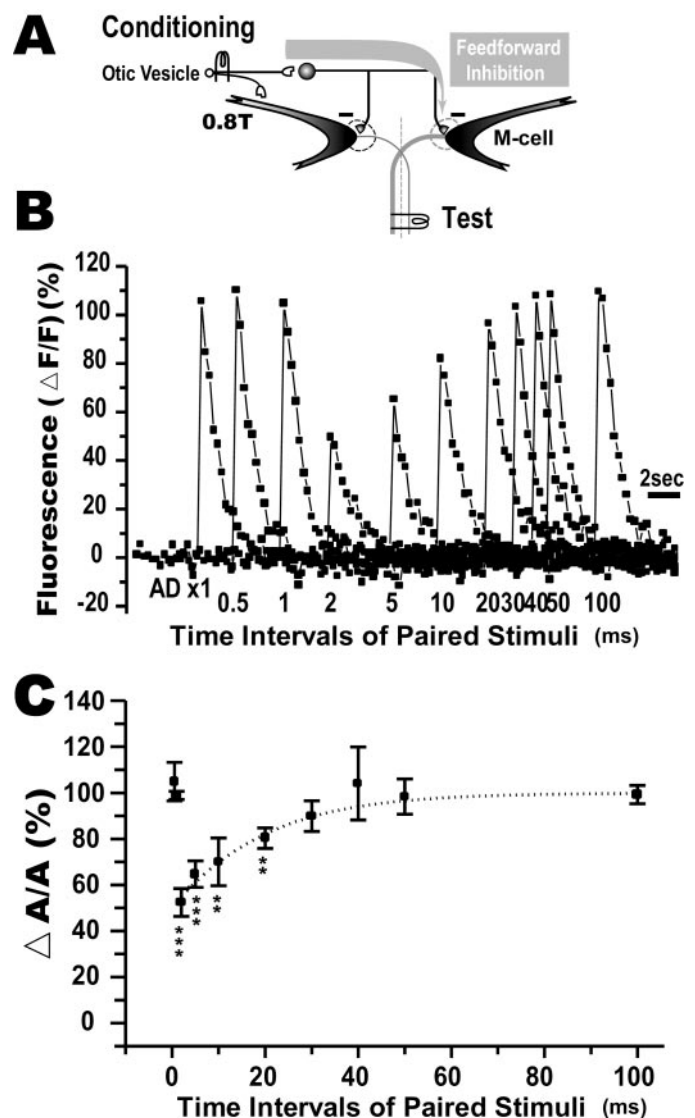 A
Conditioning
Otic Vesicle
0.8T
Feedforward
Inhibition
M-cell
Test
B
Fluorescence (△F/F) (%)
120
100
80
60
40
20
0
-20
2sec
AD x1 0.5 1 2 5 10 20 30 40 50 100
Time Intervals of Paired Stimuli (ms)
C
△ A/A (%)
140
120
100
80
60
40
20
0
***
***
**
**
0 20 40 60 80 100
Time Intervals of Paired Stimuli (ms)